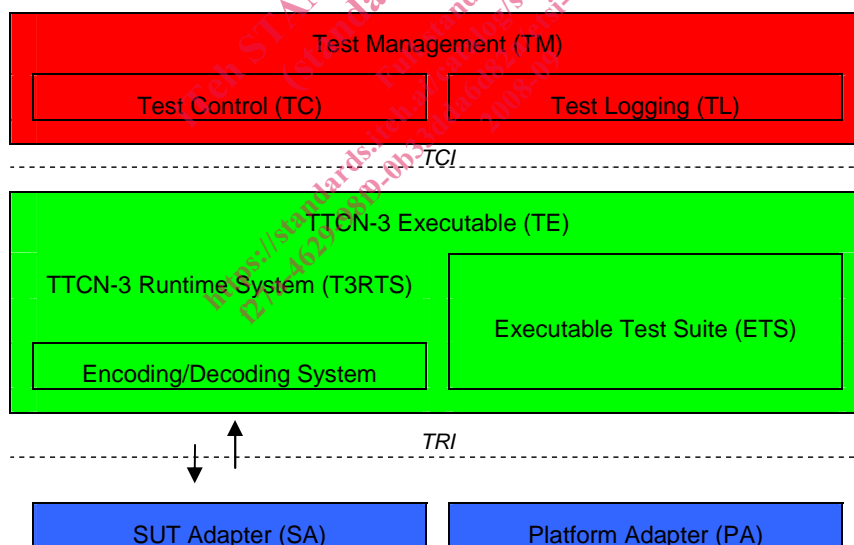 Test Management (TM)
Test Control (TC)
Test Logging (TL)
TCI
TTCN-3 Executable (TE)
TTCN-3 Runtime System (T3RTS)
Executable Test Suite (ETS)
Encoding/Decoding System
TRI
SUT Adapter (SA)
Platform Adapter (PA)